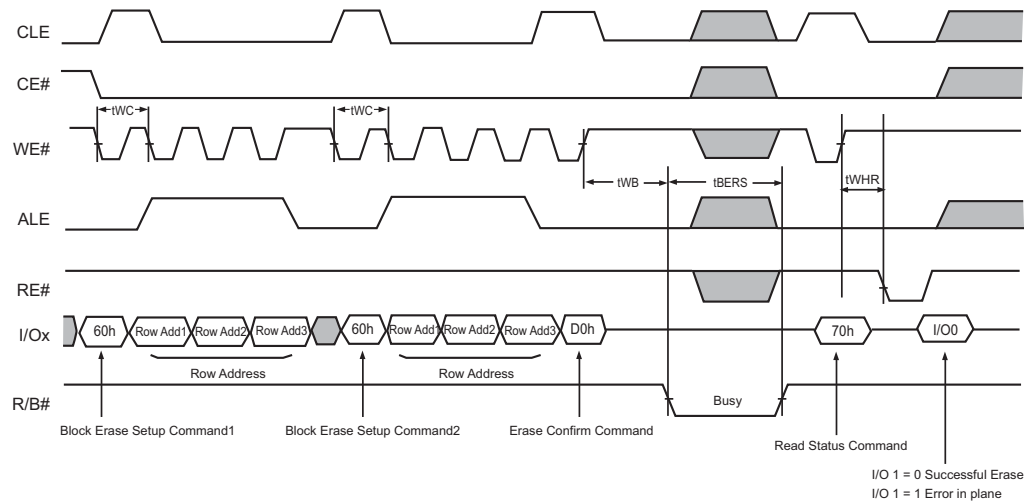 CLE
CE#
tWC
tWC
WE#
tWB
tBERS
tWHR
ALE
RE#
I/Ox
60h
Row Add1
Row Add2
Row Add3
60h
Row Add1
Row Add2
Row Add3
D0h
70h
I/O0
Row Address
Row Address
R/B#
Busy
Block Erase Setup Command1
Block Erase Setup Command2
Erase Confirm Command
Read Status Command
I/O 1 = 0 Successful Erase
I/O 1 = 1 Error in plane